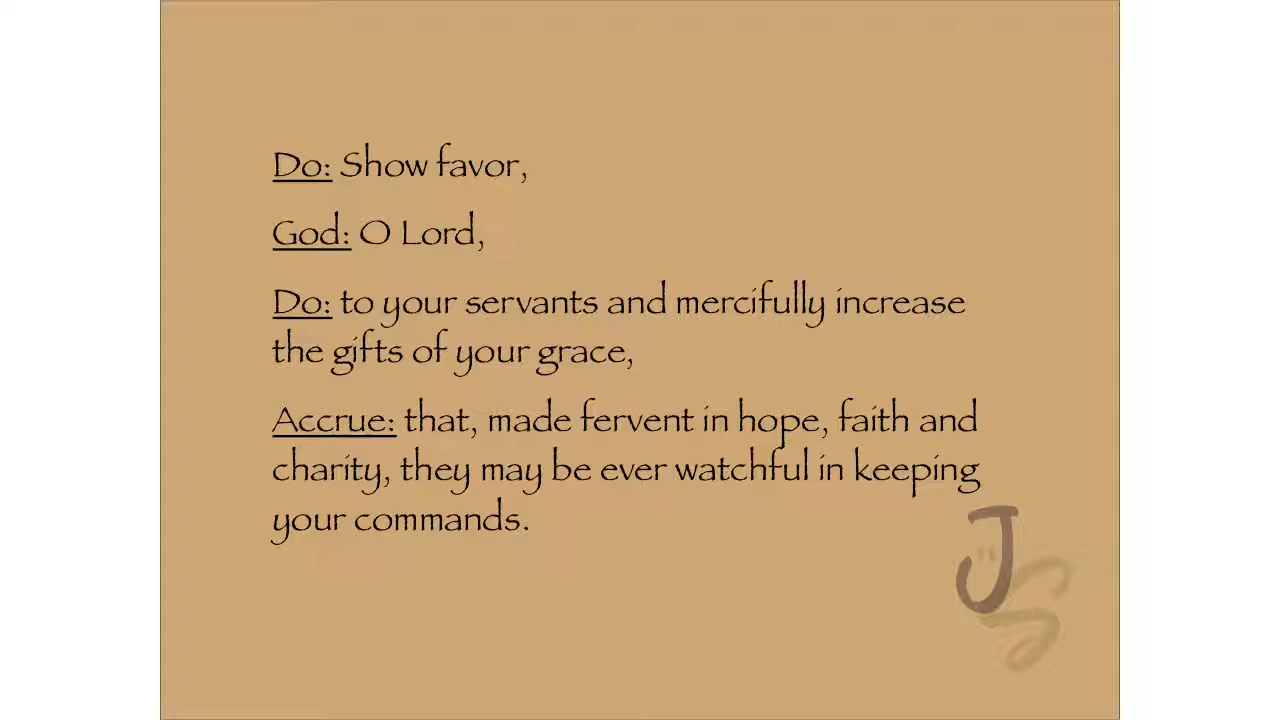 Do: Show favor,
God: O Lord,
Do: to your servants and mercifully increase
the gifts of your grace,
Accrue: that, made fervent in hope, faith and
charity, they may be ever watchful in keeping
your commands.
JS